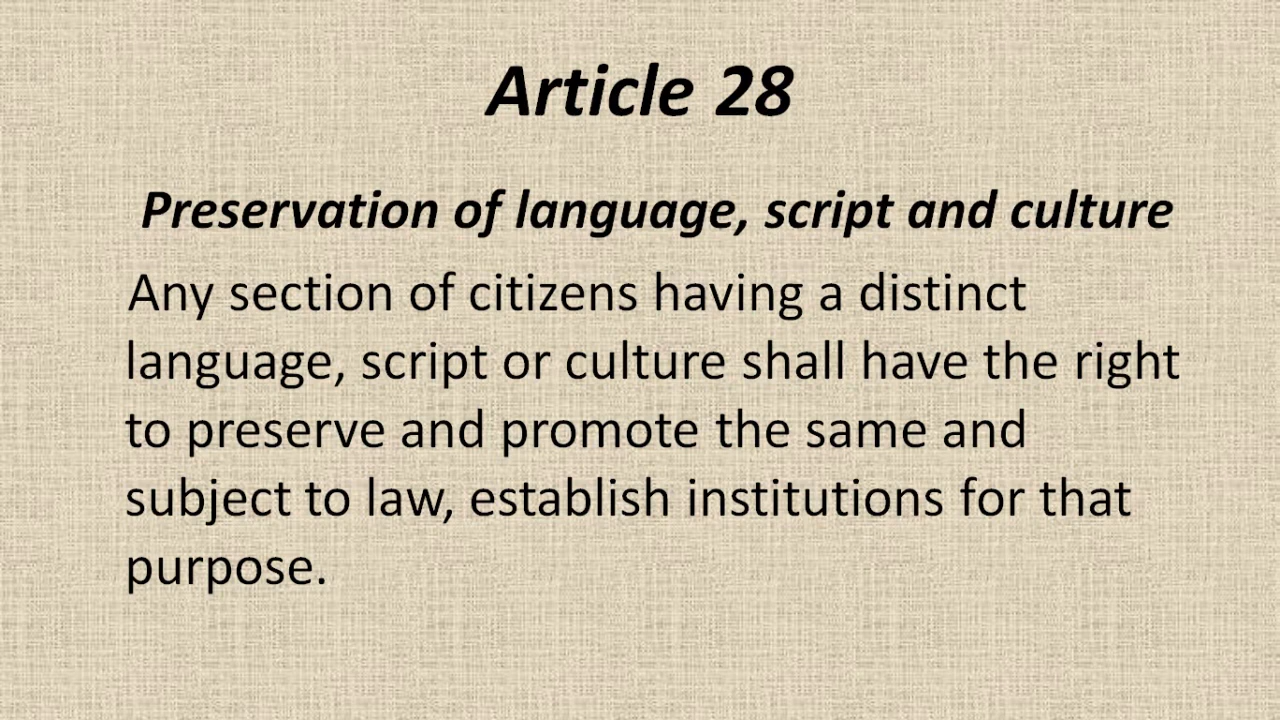 Article 28
Preservation of language, script and culture
Any section of citizens having a distinct
language, script or culture shall have the right
to preserve and promote the same and
subject to law, establish institutions for that
purpose.